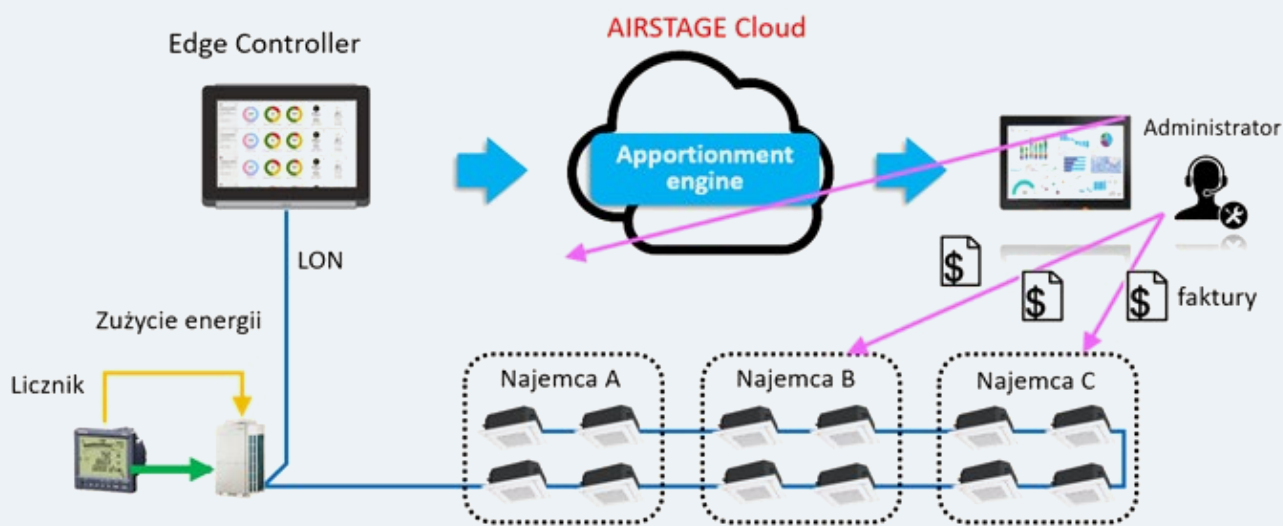 AIRSTAGE Cloud
Edge Controller
Administrator
Apportionment
engine
LON
$
$
$
faktury
Zużycie energii
Licznik
Najemca A
Najemca B
Najemca C